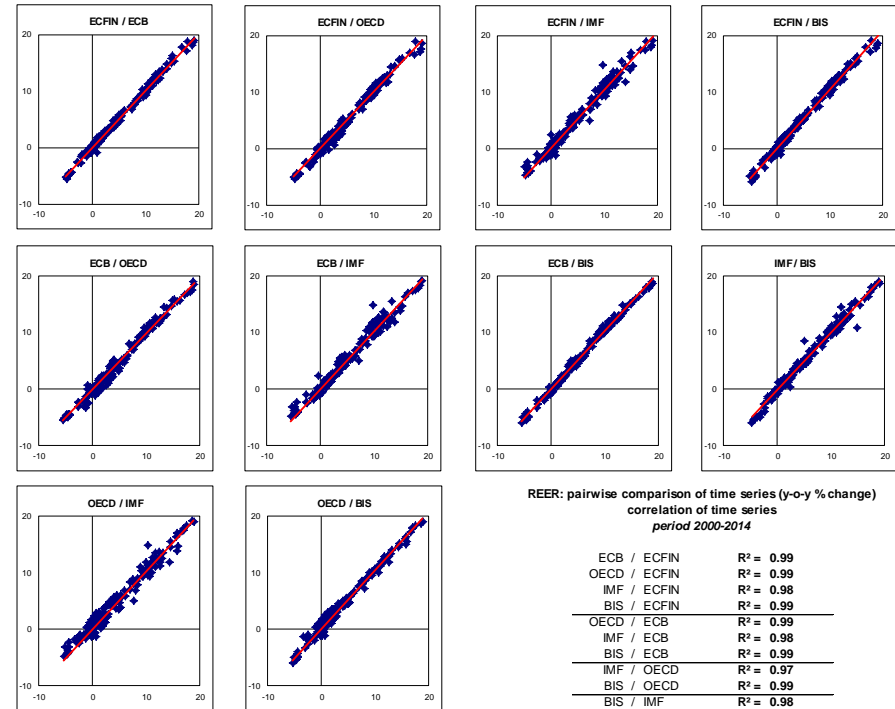 ECFIN / ECB
20
10
0
-10
-10 0 10 20
ECFIN / OECD
20
10
0
-10
-10 0 10 20
ECFIN / IMF
20
10
0
-10
-10 0 10 20
ECFIN / BIS
20
10
0
-10
-10 0 10 20
ECB / OECD
20
10
0
-10
-10 0 10 20
ECB / IMF
20
10
0
-10
-10 0 10 20
ECB / BIS
20
10
0
-10
-10 0 10 20
IMF / BIS
20
10
0
-10
-10 0 10 20
OECD / IMF
20
10
0
-10
-10 0 10 20
OECD / BIS
20
10
0
-10
-10 0 10 20
REER: pairwise comparison of time series (y-o-y % change)
correlation of time series
period 2000-2014
ECB / ECFIN R² = 0.99
OECD / ECFIN R² = 0.99
IMF / ECFIN R² = 0.98
BIS / ECFIN R² = 0.99
OECD / ECB R² = 0.99
IMF / ECB R² = 0.98
BIS / ECB R² = 0.99
IMF / OECD R² = 0.97
BIS / OECD R² = 0.99
BIS / IMF R² = 0.98